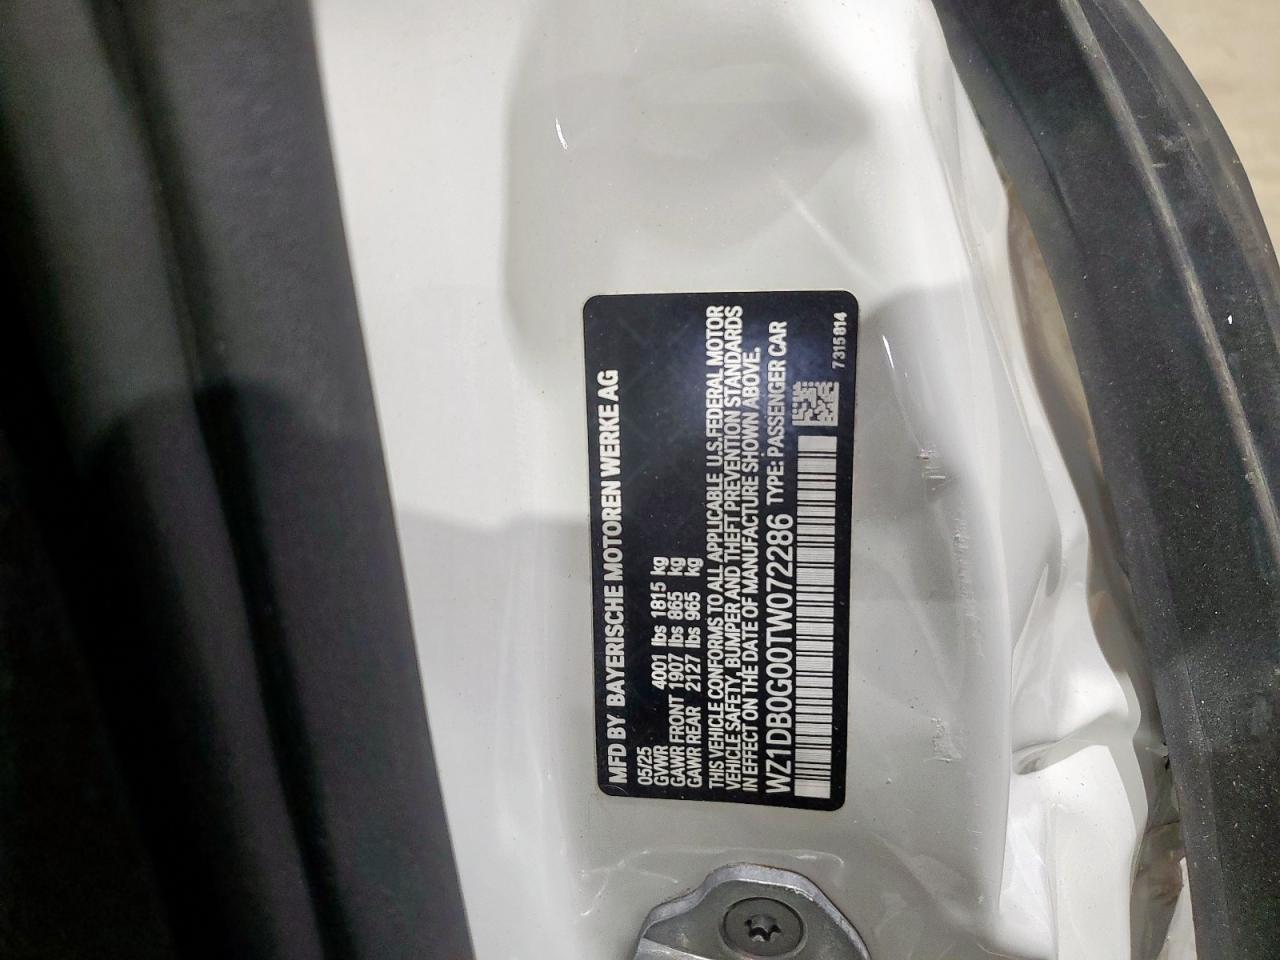 MFD BY BAYERISCHE MOTOREN WERKE AG
05/25
GVWR 4001 lbs 1815 kg
GAWR FRONT 1907 lbs 865 kg
GAWR REAR 2127 lbs 965 kg
THIS VEHICLE CONFORMS TO ALL APPLICABLE U.S.FEDERAL MOTOR
VEHICLE SAFETY, BUMPER AND THEFT PREVENTION STANDARDS
IN EFFECT ON THE DATE OF MANUFACTURE SHOWN ABOVE.
WZ1DB0G00TW072286 TYPE: PASSENGER CAR
7315814